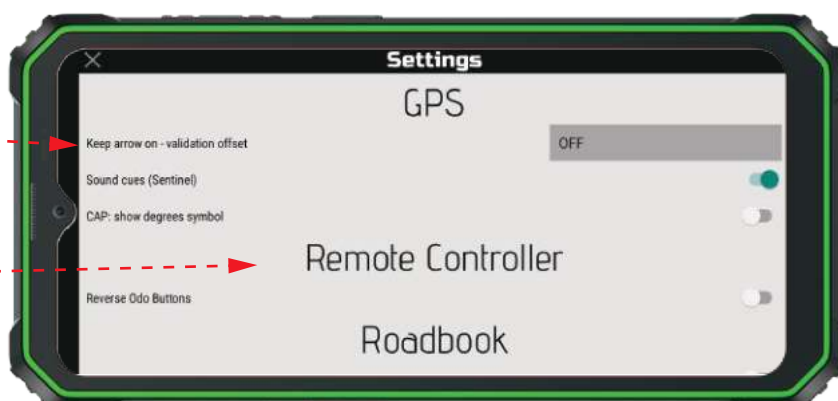 Settings
GPS
Keep arrow on - validation offset
OFF
Sound cues (Sentinel)
CAP: show degrees symbol
Remote Controller
Reverse Odo Buttons
Roadbook